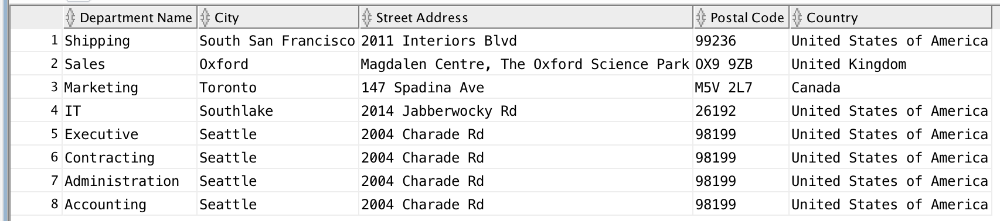 Department Name City Street Address Postal Code Country
1 Shipping South San Francisco 2011 Interiors Blvd 99236 United States of America
2 Sales Oxford Magdalen Centre, The Oxford Science Park OX9 9ZB United Kingdom
3 Marketing Toronto 147 Spadina Ave M5V 2L7 Canada
4 IT Southlake 2014 Jabberwocky Rd 26192 United States of America
5 Executive Seattle 2004 Charade Rd 98199 United States of America
6 Contracting Seattle 2004 Charade Rd 98199 United States of America
7 Administration Seattle 2004 Charade Rd 98199 United States of America
8 Accounting Seattle 2004 Charade Rd 98199 United States of America